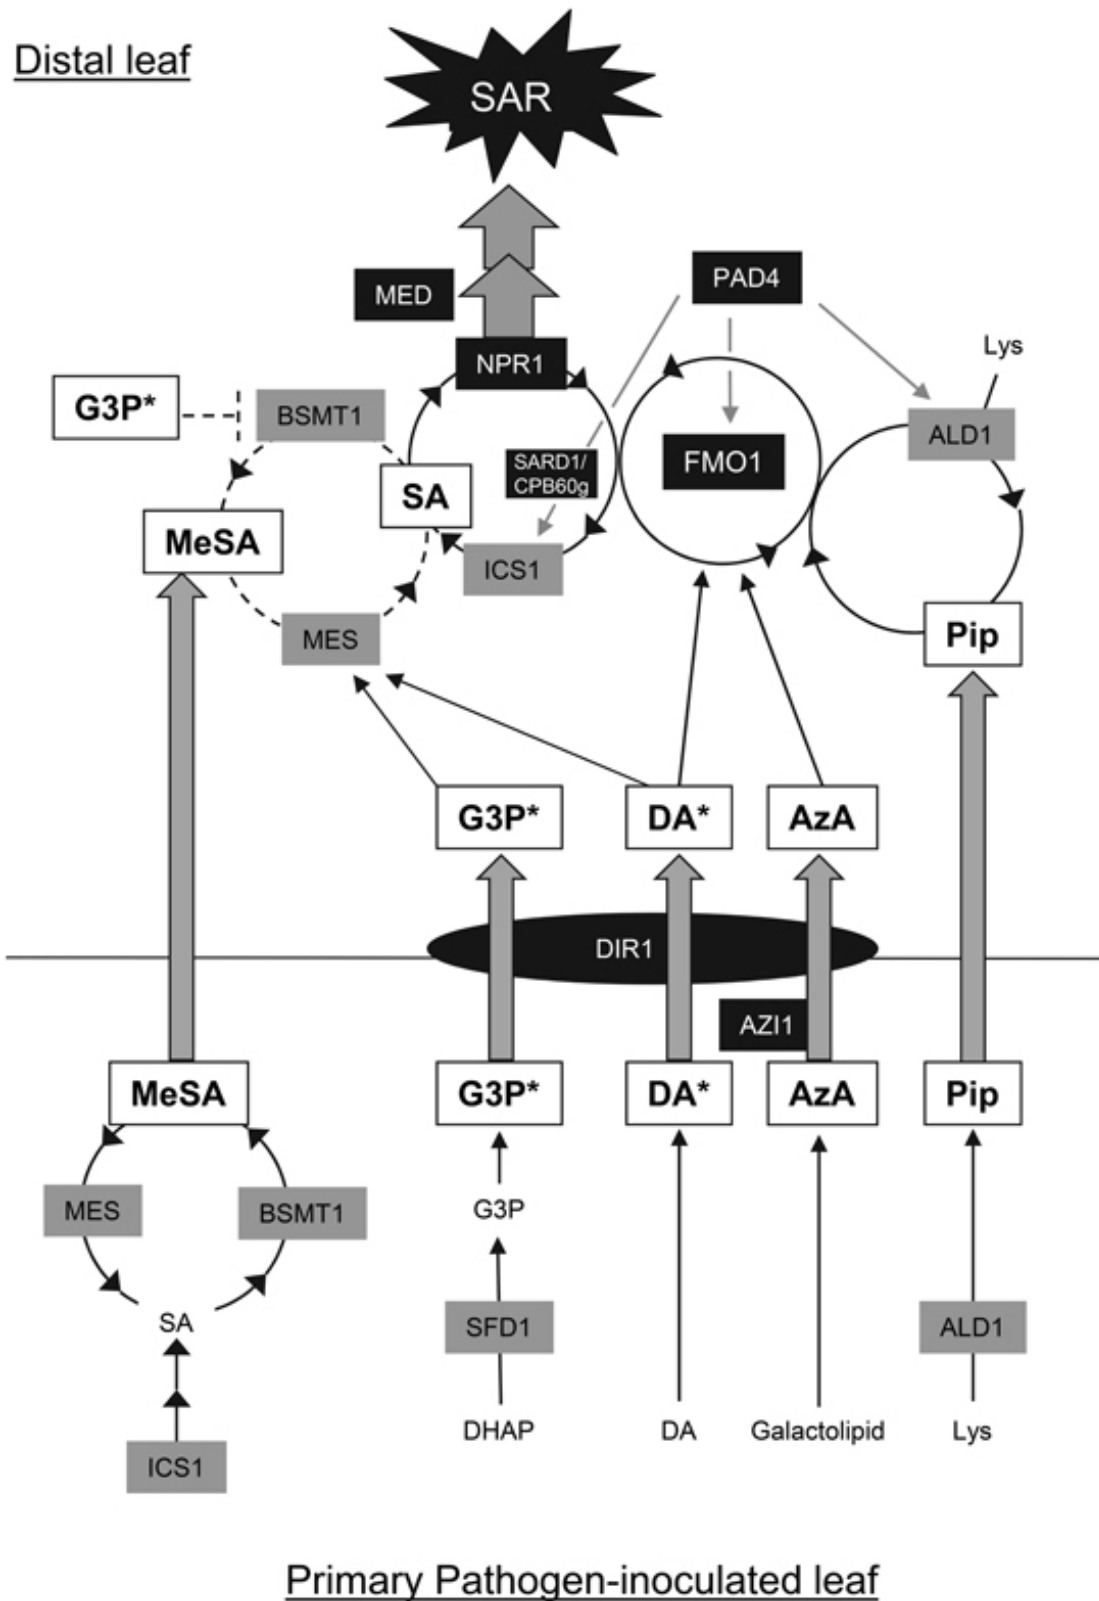 Distal leaf
SAR
MED
PAD4
NPR1
Lys
G3P*
BSMT1
ALD1
SARD1/
CPB60g
FMO1
SA
MeSA
ICS1
MES
Pip
G3P*
DA*
AzA
DIR1
AZI1
MeSA
G3P*
DA*
AzA
Pip
MES
BSMT1
G3P
SA
SFD1
ALD1
DHAP
DA
Galactolipid
Lys
ICS1
Primary Pathogen-inoculated leaf